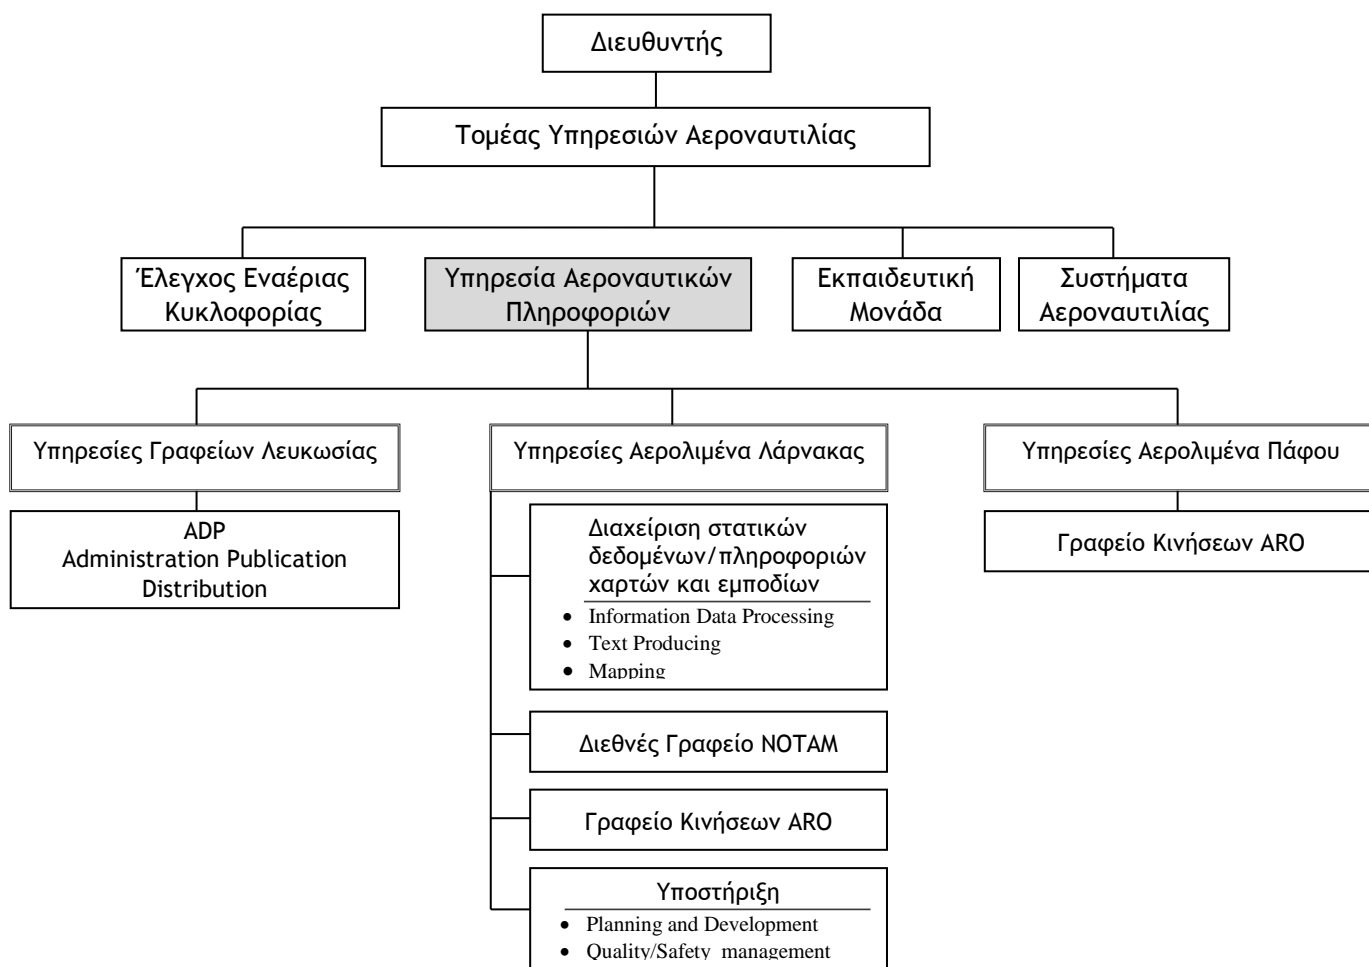 Διευθυντής
Τομέας Υπηρεσιών Αεροναυτιλίας
Έλεγχος Εναέριας
Κυκλοφορίας
Υπηρεσία Αεροναυτικών
Πληροφοριών
Εκπαιδευτική
Μονάδα
Συστήματα
Αεροναυτιλίας
Υπηρεσίες Γραφείων Λευκωσίας
Υπηρεσίες Αερολιμένα Λάρνακας
Υπηρεσίες Αερολιμένα Πάφου
ADP
Administration Publication
Distribution
Διαχείριση στατικών
δεδομένων/πληροφοριών
χαρτών και εμποδίων
• Information Data Processing
• Text Producing
• Mapping
Διεθνές Γραφείο NOTAM
Γραφείο Κινήσεων ARO
Υποστήριξη
• Planning and Development
• Quality/Safety management
Γραφείο Κινήσεων ARO